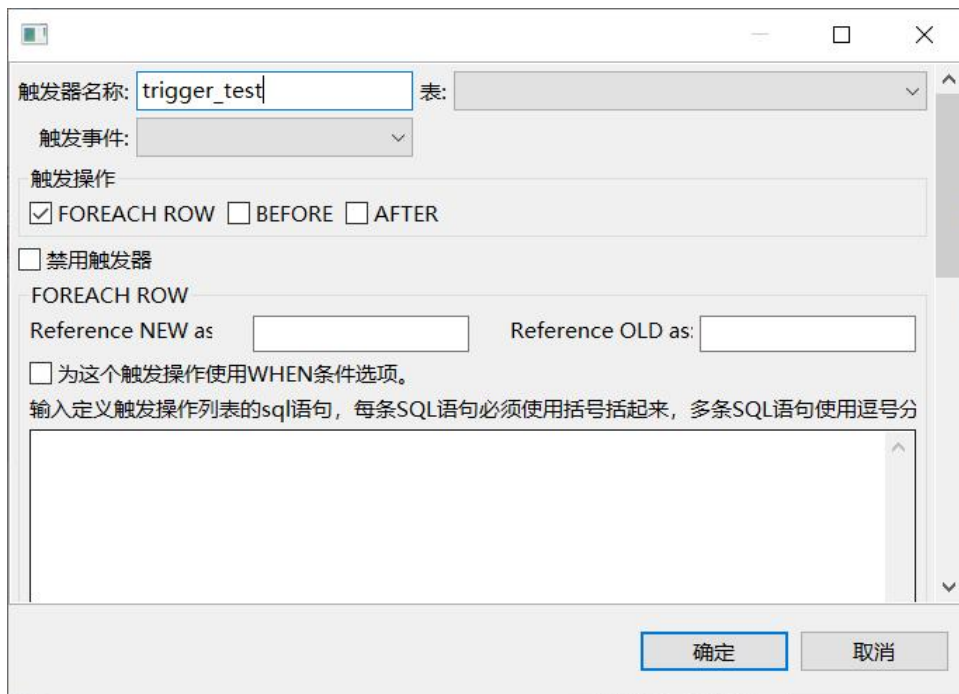 触发器名称: trigger_test 表:
触发事件:
触发操作
FOREACH ROW BEFORE AFTER
禁用触发器
FOREACH ROW
Reference NEW as Reference OLD as:
为这个触发操作使用WHEN条件选项。
输入定义触发操作列表的sql语句，每条SQL语句必须使用括号括起来，多条SQL语句使用逗号分
确定 取消